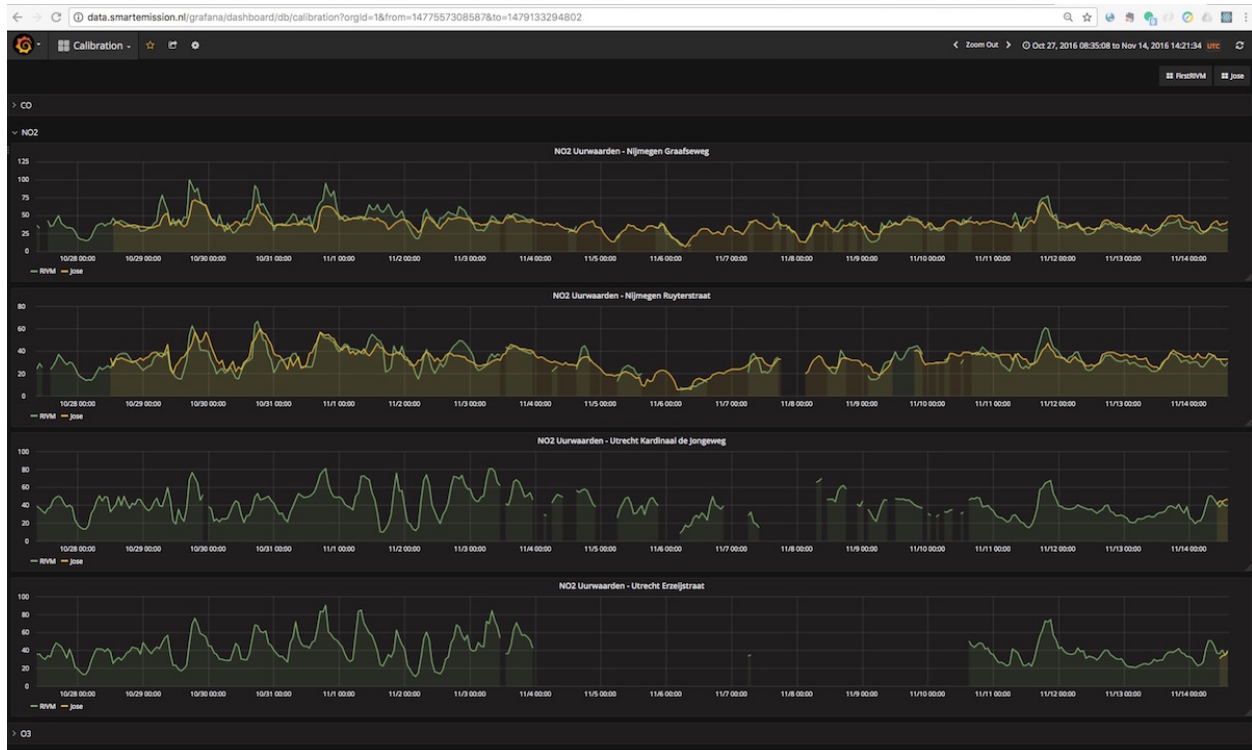 data.smartemission.nl/grafana/dashboard/db/calibration?orgId=1&from=1477557308587&to=1479133294802
Calibration
Zoom Out
Oct 27, 2016 08:35:08 to Nov 14, 2016 14:21:34 UTC
FirstRIVM
Jose
CO
NO2
NO2 Uurwaarden - Nijmegen Graafseweg
125
100
75
50
25
0
10/28 00:00 10/29 00:00 10/30 00:00 10/31 00:00 11/1 00:00 11/2 00:00 11/3 00:00 11/4 00:00 11/5 00:00 11/6 00:00 11/7 00:00 11/8 00:00 11/9 00:00 11/10 00:00 11/11 00:00 11/12 00:00 11/13 00:00 11/14 00:00
RIVM Jose
NO2 Uurwaarden - Nijmegen Ruyterstraat
80
60
40
20
0
10/28 00:00 10/29 00:00 10/30 00:00 10/31 00:00 11/1 00:00 11/2 00:00 11/3 00:00 11/4 00:00 11/5 00:00 11/6 00:00 11/7 00:00 11/8 00:00 11/9 00:00 11/10 00:00 11/11 00:00 11/12 00:00 11/13 00:00 11/14 00:00
RIVM Jose
NO2 Uurwaarden - Utrecht Kardinaal de Jongeweg
100
80
60
40
20
0
10/28 00:00 10/29 00:00 10/30 00:00 10/31 00:00 11/1 00:00 11/2 00:00 11/3 00:00 11/4 00:00 11/5 00:00 11/6 00:00 11/7 00:00 11/8 00:00 11/9 00:00 11/10 00:00 11/11 00:00 11/12 00:00 11/13 00:00 11/14 00:00
RIVM Jose
NO2 Uurwaarden - Utrecht Erzeijstraat
100
80
60
40
20
0
10/28 00:00 10/29 00:00 10/30 00:00 10/31 00:00 11/1 00:00 11/2 00:00 11/3 00:00 11/4 00:00 11/5 00:00 11/6 00:00 11/7 00:00 11/8 00:00 11/9 00:00 11/10 00:00 11/11 00:00 11/12 00:00 11/13 00:00 11/14 00:00
RIVM Jose
O3